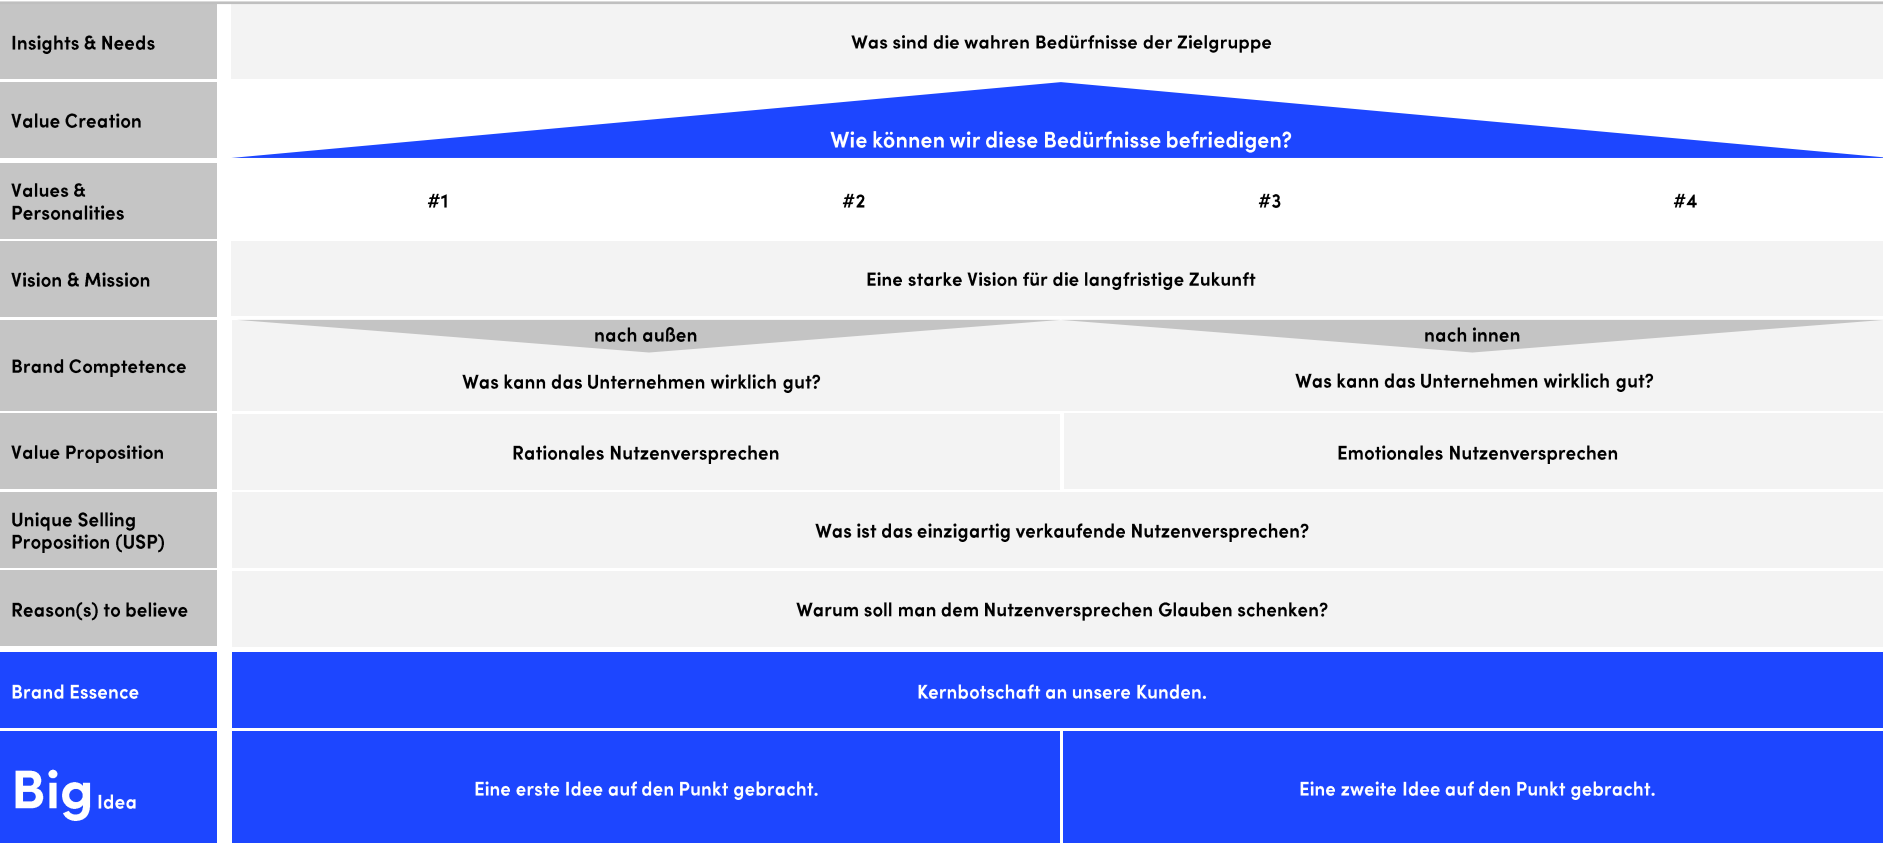 Insights & Needs
Was sind die wahren Bedürfnisse der Zielgruppe
Value Creation
Wie können wir diese Bedürfnisse befriedigen?
Values &
Personalities
#1
#2
#3
#4
Vision & Mission
Eine starke Vision für die langfristige Zukunft
Brand Comptetence
nach außen
nach innen
Was kann das Unternehmen wirklich gut?
Was kann das Unternehmen wirklich gut?
Value Proposition
Rationales Nutzenversprechen
Emotionales Nutzenversprechen
Unique Selling
Proposition (USP)
Was ist das einzigartig verkaufende Nutzenversprechen?
Reason(s) to believe
Warum soll man dem Nutzenversprechen Glauben schenken?
Brand Essence
Kernbotschaft an unsere Kunden.
Big Idea
Eine erste Idee auf den Punkt gebracht.
Eine zweite Idee auf den Punkt gebracht.